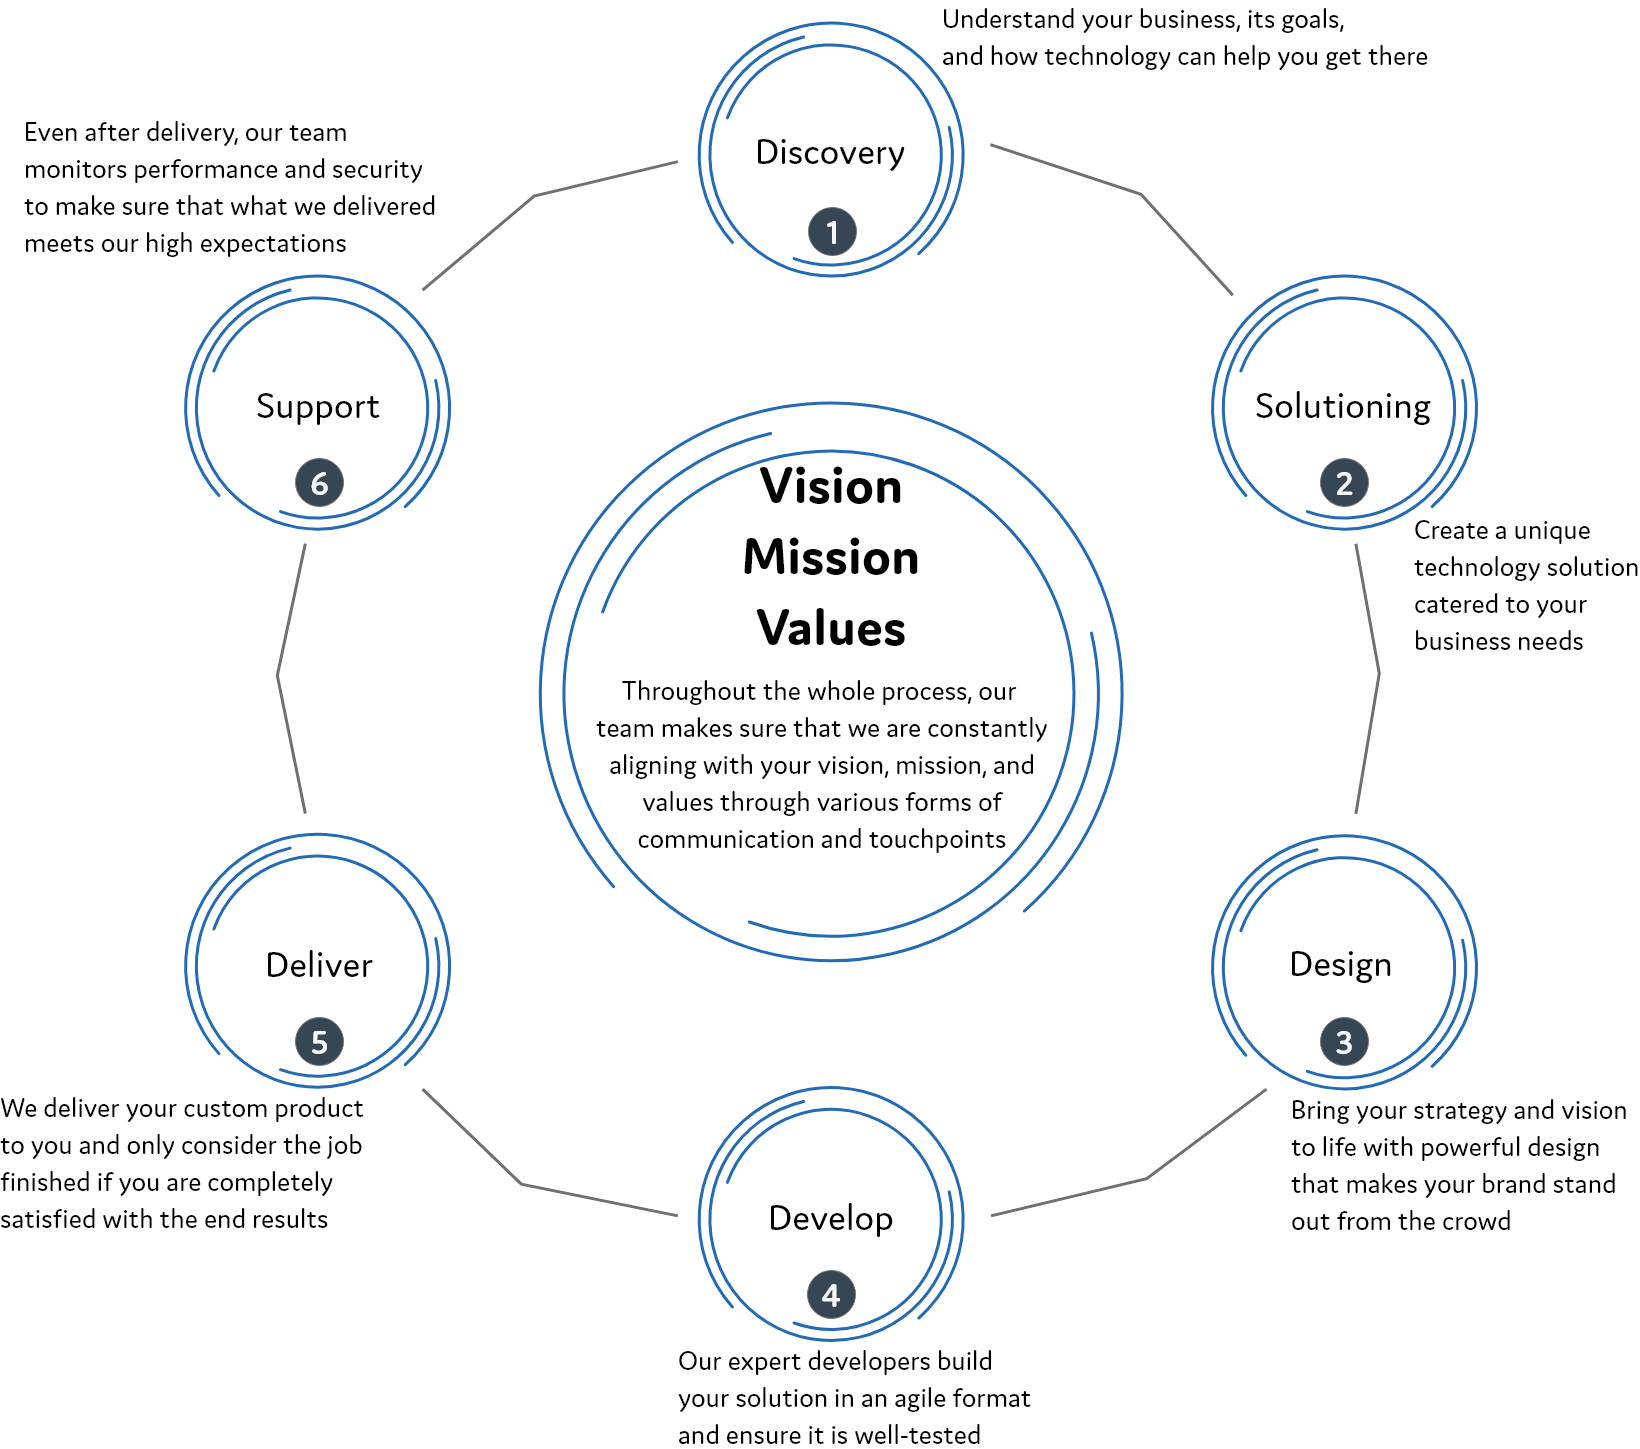 Understand your business, its goals,
and how technology can help you get there
Discovery
1
Solutioning
2
Create a unique
technology solution
catered to your
business needs
Design
3
Bring your strategy and vision
to life with powerful design
that makes your brand stand
out from the crowd
Develop
4
Our expert developers build
your solution in an agile format
and ensure it is well-tested
Deliver
5
We deliver your custom product
to you and only consider the job
finished if you are completely
satisfied with the end results
Even after delivery, our team
monitors performance and security
to make sure that what we delivered
meets our high expectations
Support
6
Vision
Mission
Values
Throughout the whole process, our
team makes sure that we are constantly
aligning with your vision, mission, and
values through various forms of
communication and touchpoints